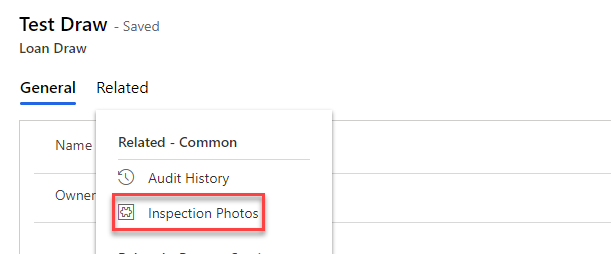 Test Draw - Saved
Loan Draw
General Related
Related - Common
Name
Audit History
Owner
Inspection Photos